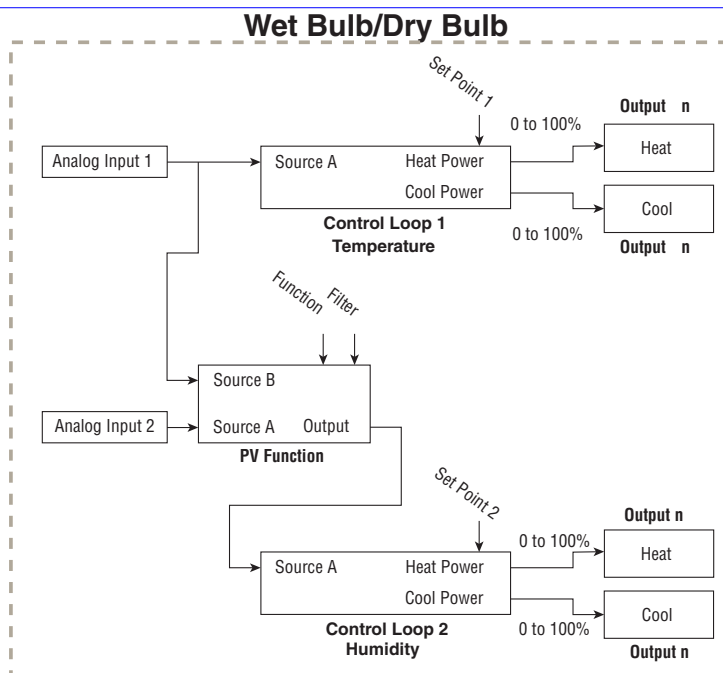 Wet Bulb/Dry Bulb
Set Point 1
Output n
0 to 100%
Heat
Analog Input 1
Source A
Heat Power
Cool Power
Cool
Control Loop 1
Temperature
0 to 100%
Output n
Function
Filter
Source B
Analog Input 2
Source A
Output
PV Function
Set Point 2
Output n
0 to 100%
Heat
Source A
Heat Power
Cool Power
Cool
Control Loop 2
Humidity
0 to 100%
Output n